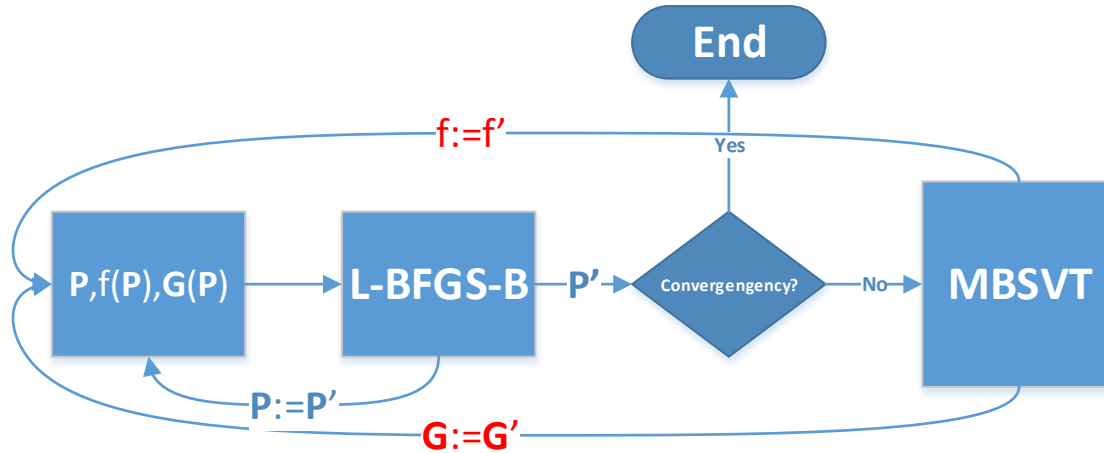 End
Yes
f:=f'
P,f(P),G(P)
L-BFGS-B
P'
Convergengency?
No
MBSVT
P:=P'
G:=G'